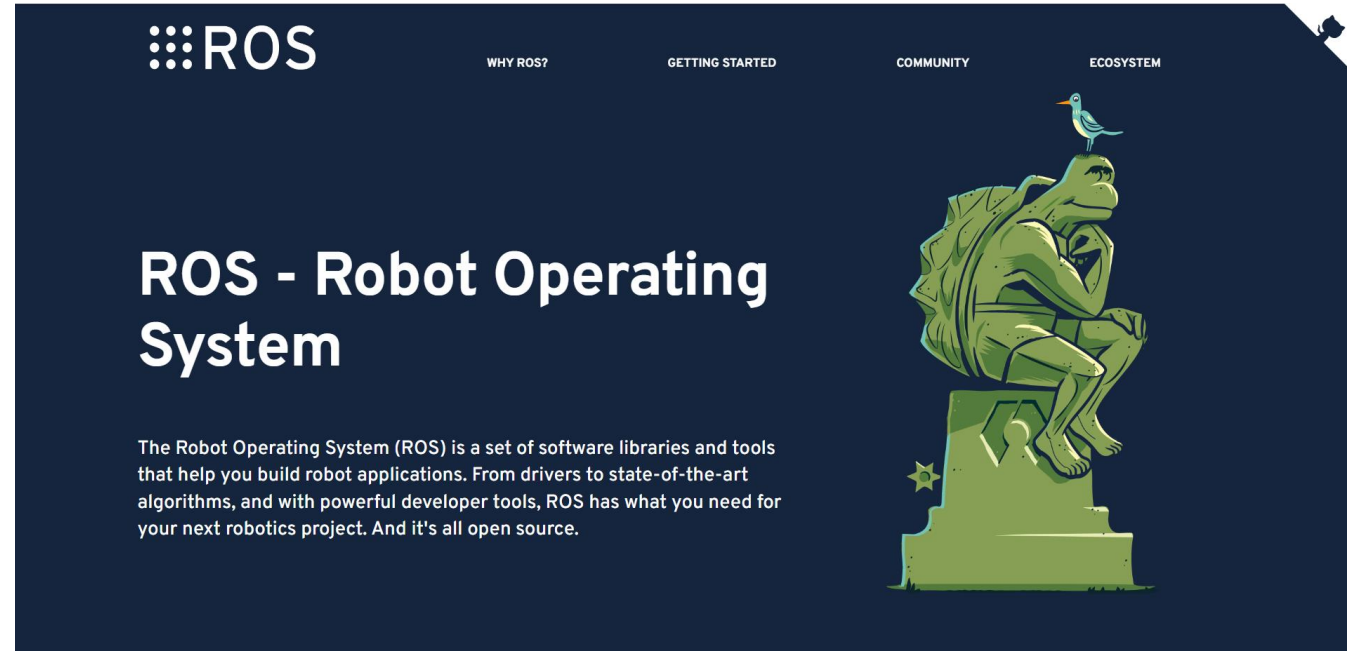 ROS
WHY ROS?
GETTING STARTED
COMMUNITY
ECOSYSTEM
ROS - Robot Operating
System
The Robot Operating System (ROS) is a set of software libraries and tools
that help you build robot applications. From drivers to state-of-the-art
algorithms, and with powerful developer tools, ROS has what you need for
your next robotics project. And it's all open source.